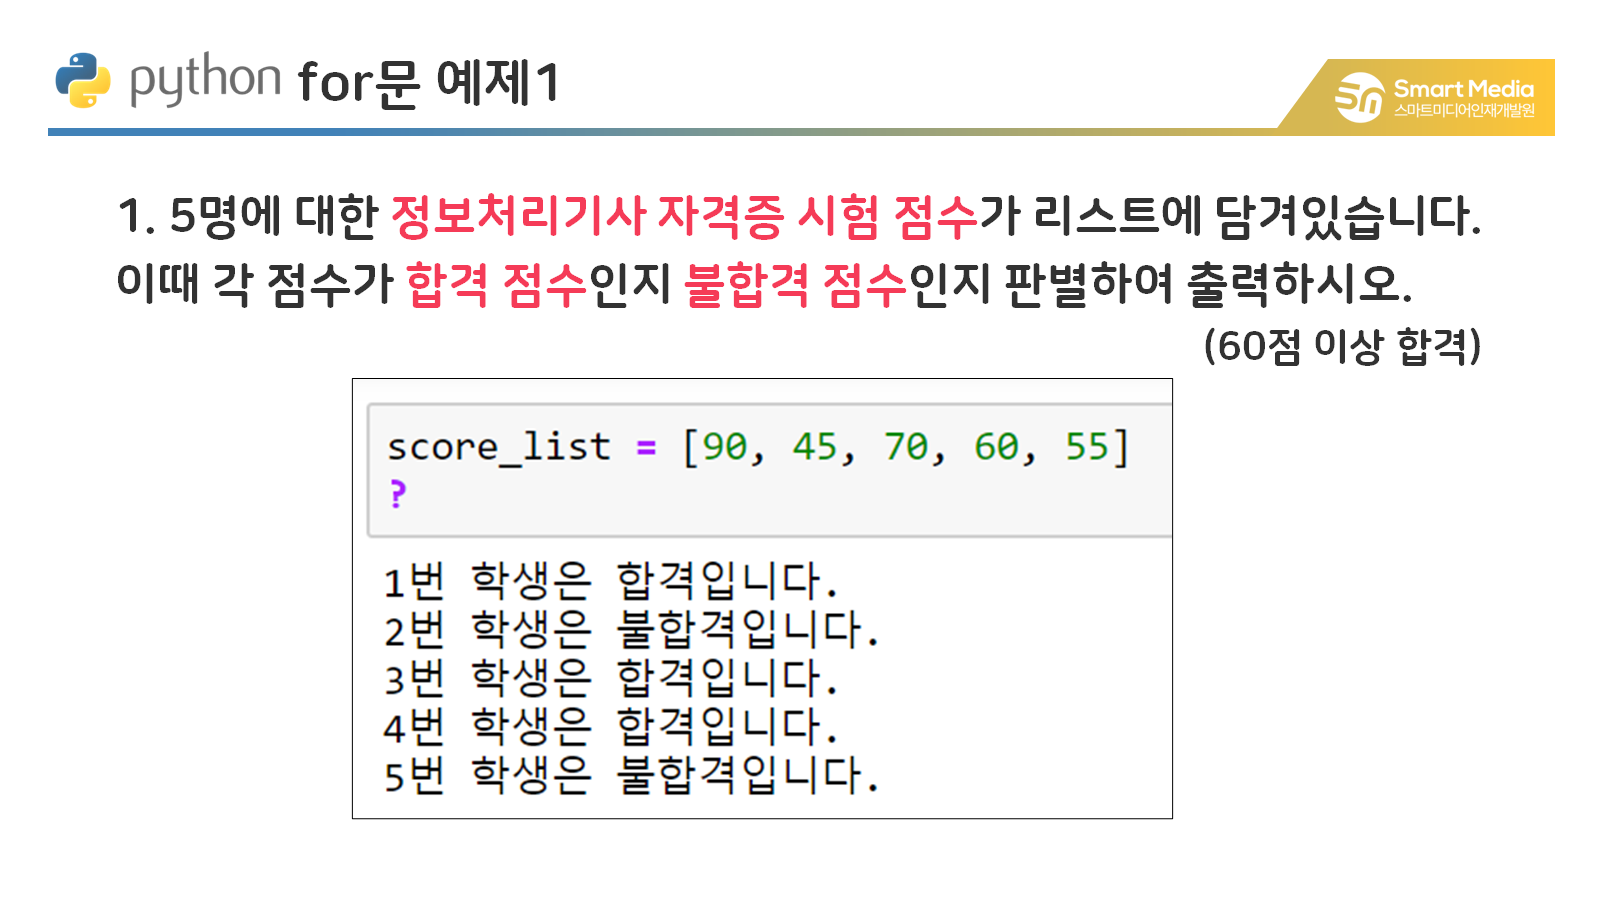 python for문 예제1
Smart Media
스마트미디어인재개발원
1. 5명에 대한 정보처리기사 자격증 시험 점수가 리스트에 담겨있습니다.
이때 각 점수가 합격 점수인지 불합격 점수인지 판별하여 출력하시오.
(60점 이상 합격)
score_list = [90, 45, 70, 60, 55]
?
1번 학생은 합격입니다.
2번 학생은 불합격입니다.
3번 학생은 합격입니다.
4번 학생은 합격입니다.
5번 학생은 불합격입니다.